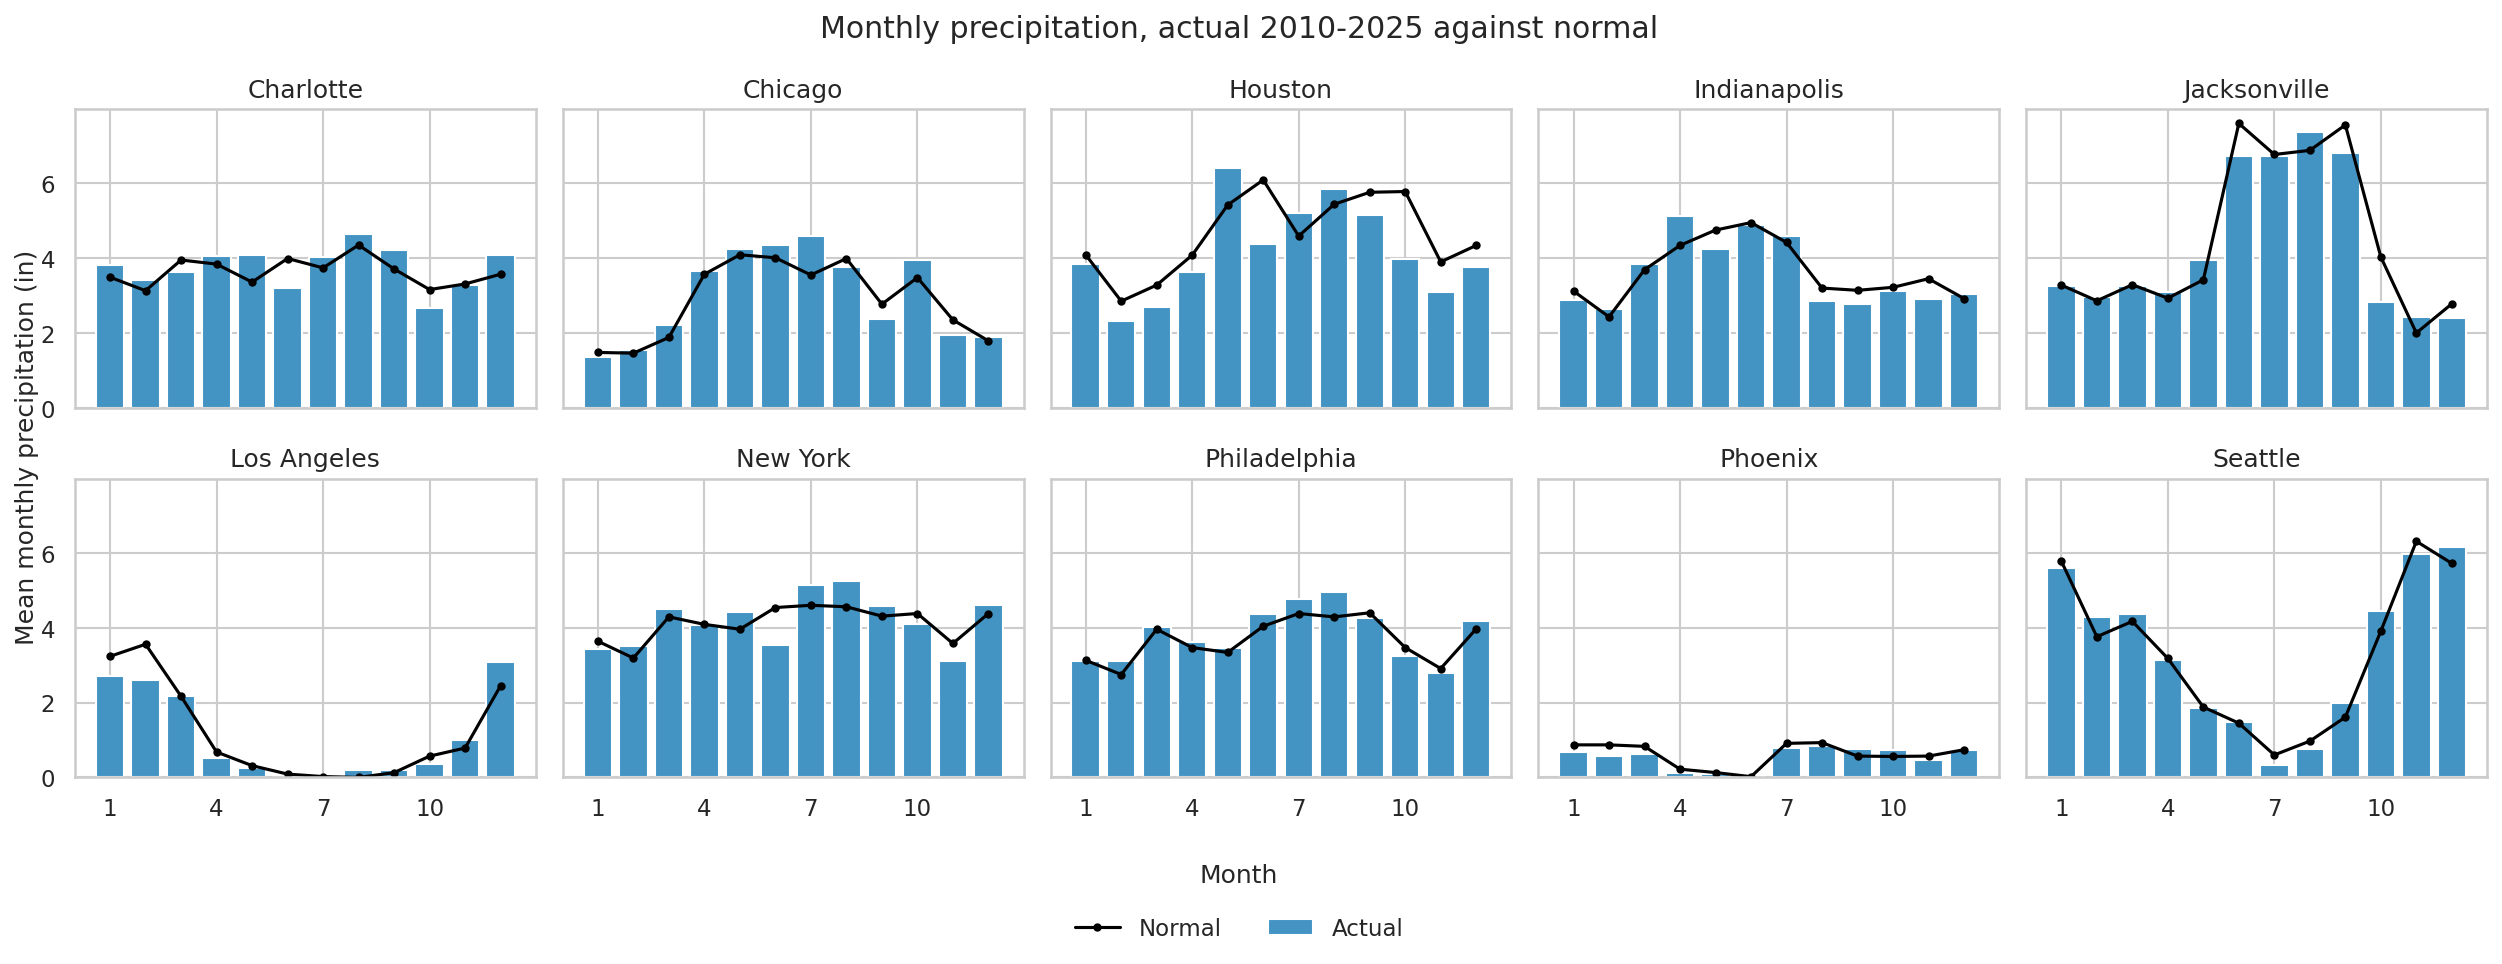 Monthly precipitation, actual 2010-2025 against normal
Charlotte
Chicago
Houston
Indianapolis
Jacksonville
6
4
2
0
Mean monthly precipitation (in)
Los Angeles
New York
Philadelphia
Phoenix
Seattle
6
4
2
0
1 4 7 10
1 4 7 10
1 4 7 10
1 4 7 10
1 4 7 10
Month
Normal
Actual